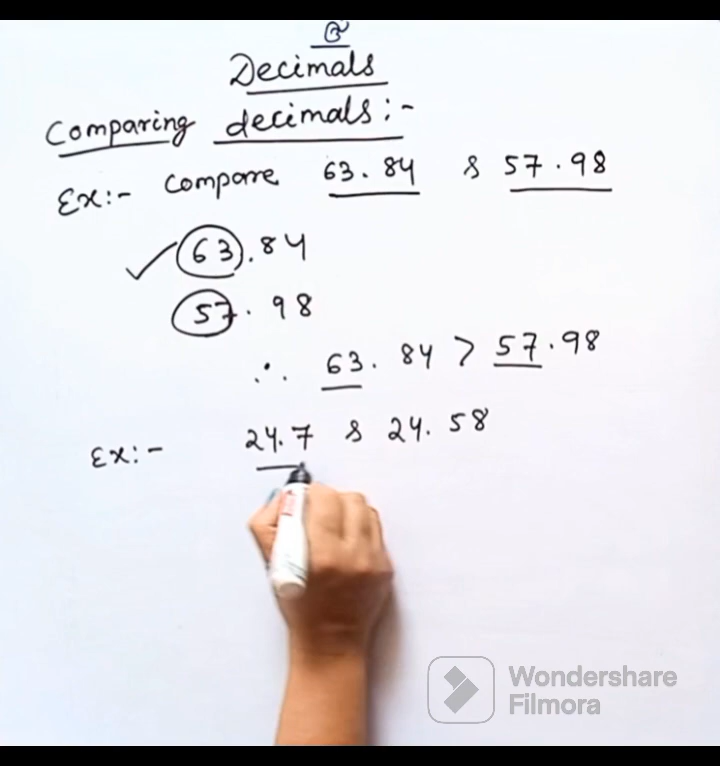 Decimals
Comparing decimals :-
Ex:- Compare 63.84 & 57.98
63.84
57.98
∴ 63.84 > 57.98
Ex:- 24.7 & 24.58
Wondershare
Filmora